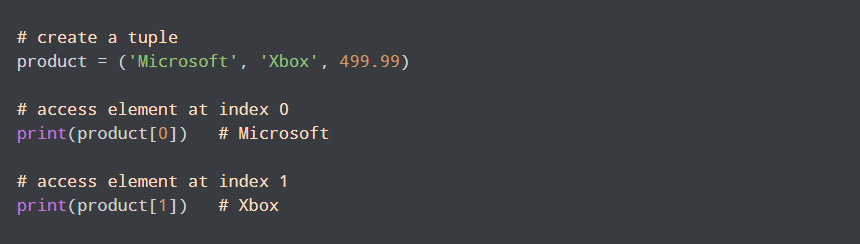 # create a tuple
product = ('Microsoft', 'Xbox', 499.99)
# access element at index 0
print(product[0])   # Microsoft
# access element at index 1
print(product[1])   # Xbox